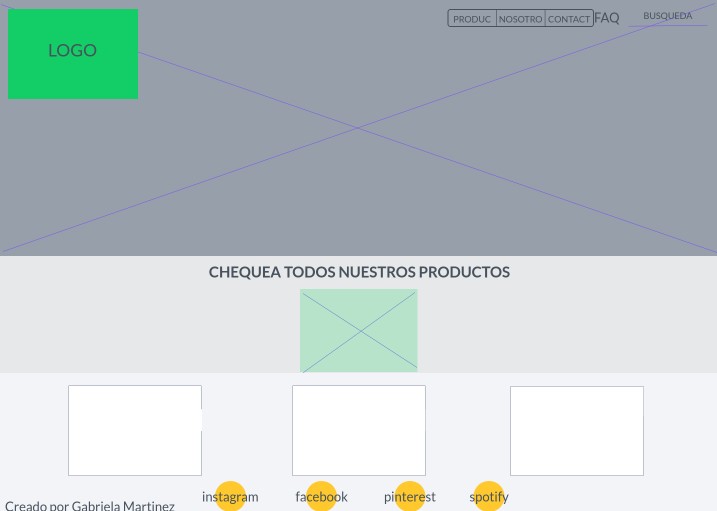 LOGO
PRODUC NOSOTRO CONTACT FAQ BUSQUEDA
CHEQUEA TODOS NUESTROS PRODUCTOS
instagram facebook pinterest spotify
Creado por Gabriela Martinez